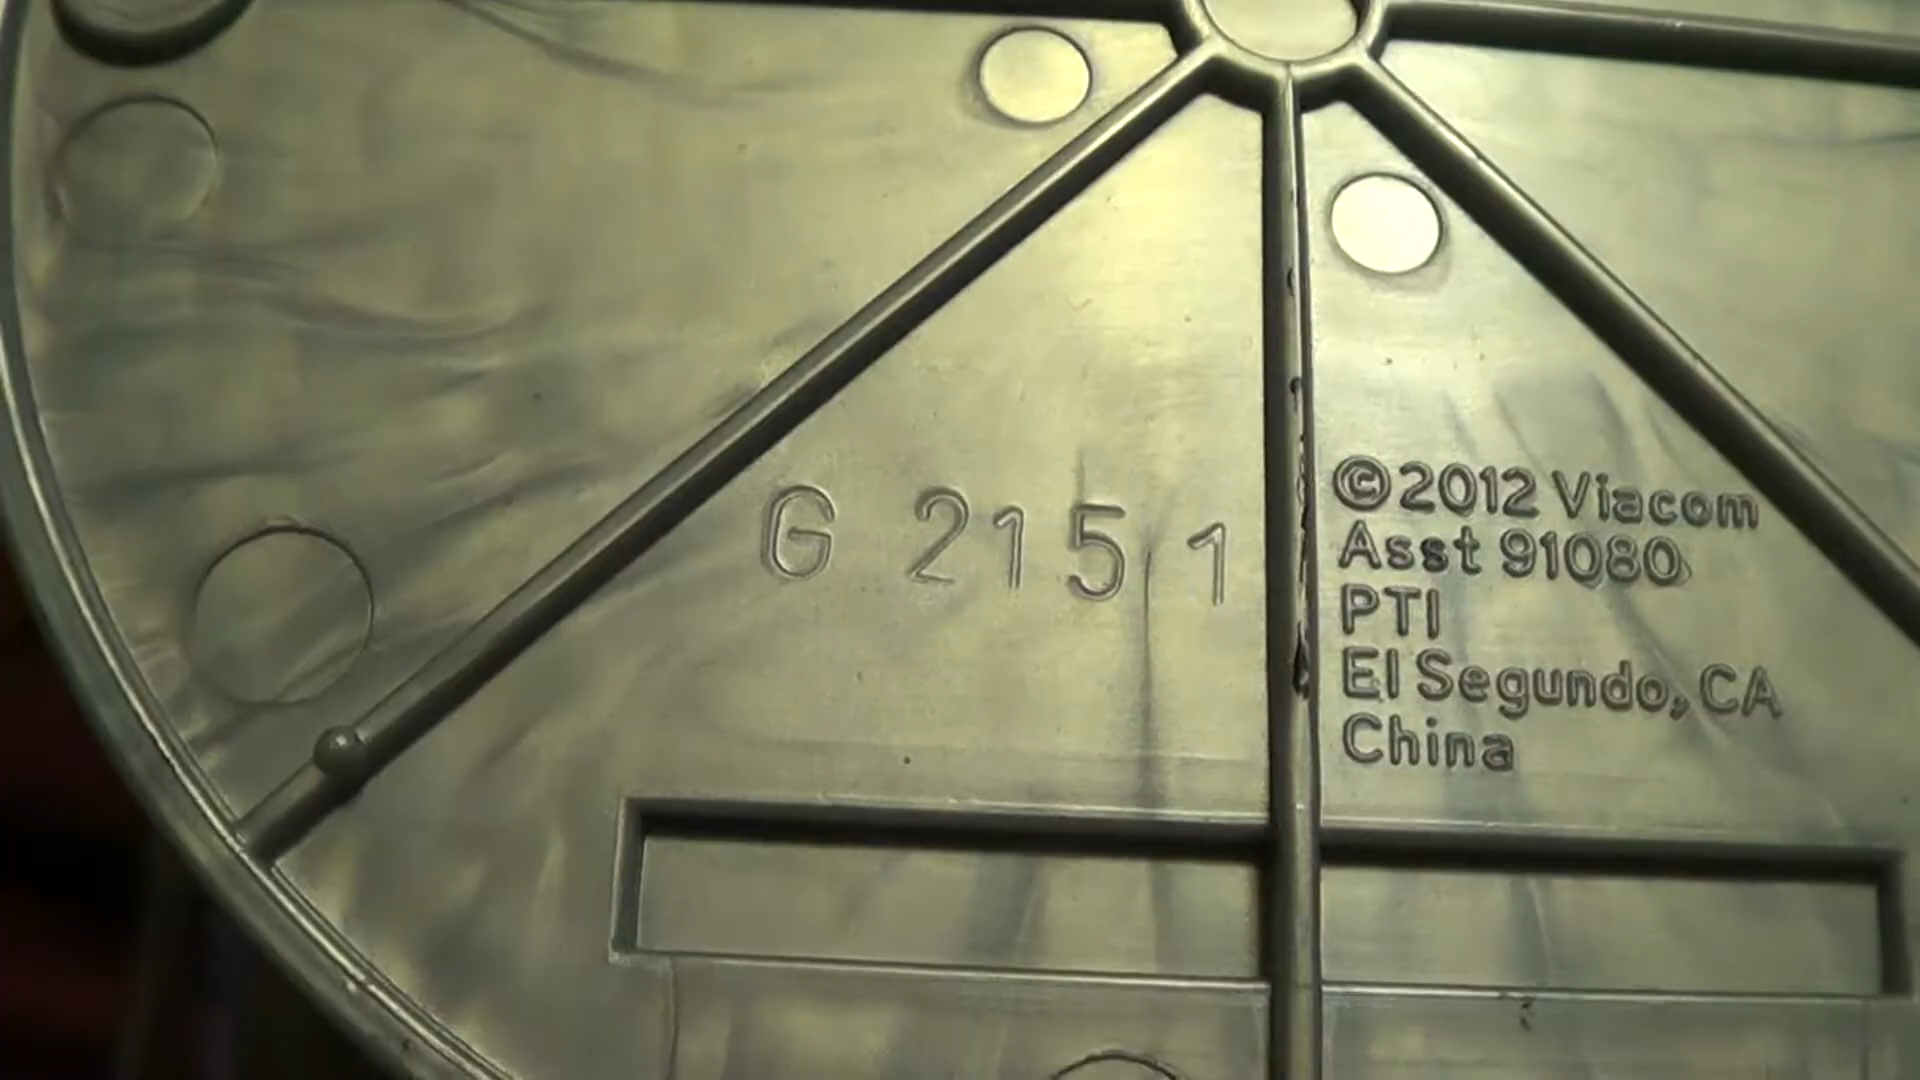 G 215 1
©2012 Viacom
Asst 91080
PTI
El Segundo, CA
China